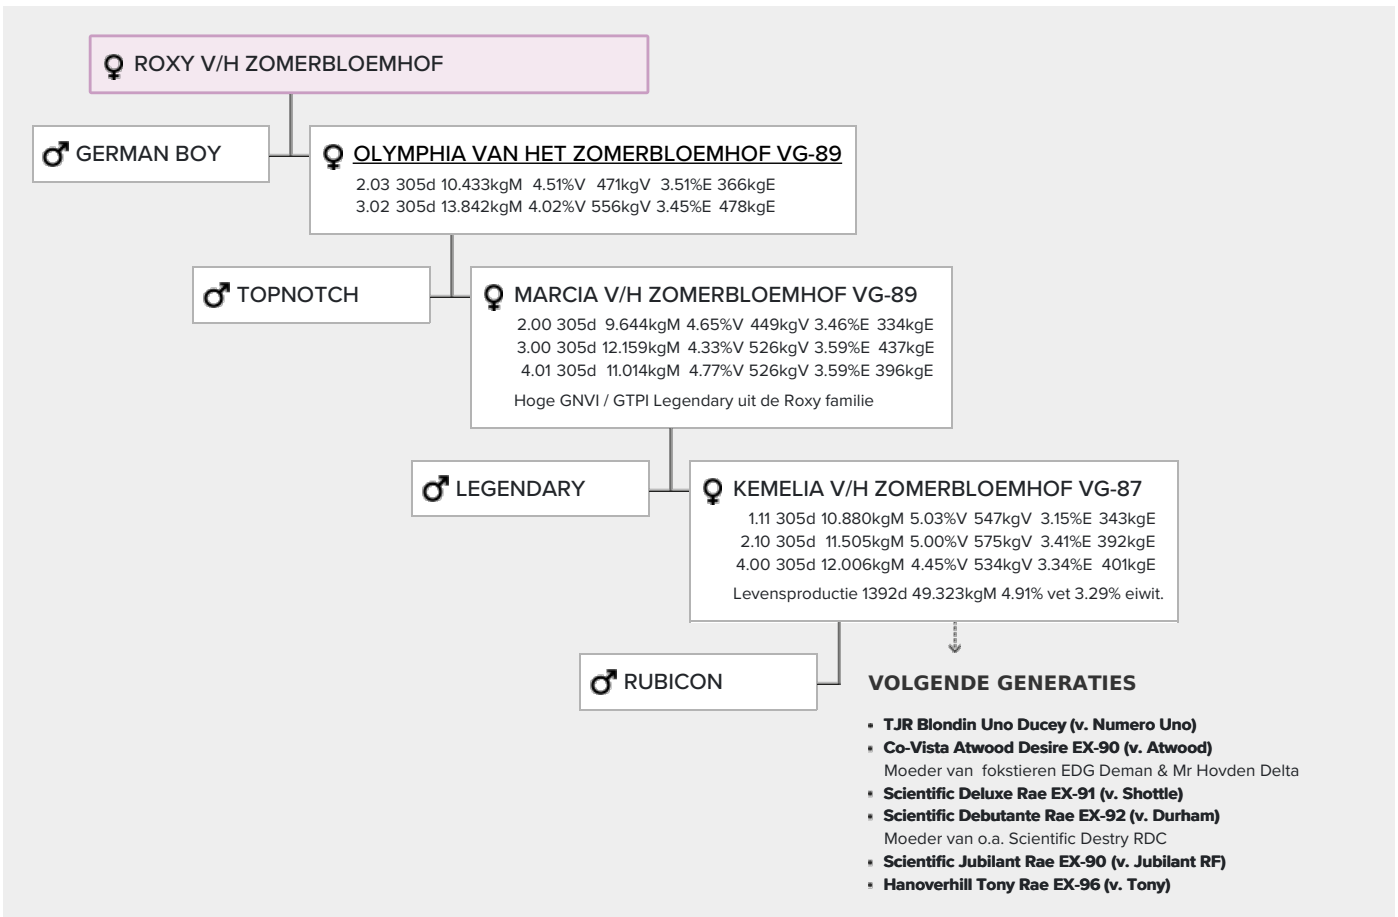 ROXY V/H ZOMERBLOEMHOF
GERMAN BOY
OLYMPHIA VAN HET ZOMERBLOEMHOF VG-89
2.03 305d 10.433kgM 4.51%V 471kgV 3.51%E 366kgE
3.02 305d 13.842kgM 4.02%V 556kgV 3.45%E 478kgE
TOPNOTCH
MARCIA V/H ZOMERBLOEMHOF VG-89
2.00 305d 9.644kgM 4.65%V 449kgV 3.46%E 334kgE
3.00 305d 12.159kgM 4.33%V 526kgV 3.59%E 437kgE
4.01 305d 11.014kgM 4.77%V 526kgV 3.59%E 396kgE
Hoge GNVI / GTPI Legendary uit de Roxy familie
LEGENDARY
KEMELIA V/H ZOMERBLOEMHOF VG-87
1.11 305d 10.880kgM 5.03%V 547kgV 3.15%E 343kgE
2.10 305d 11.505kgM 5.00%V 575kgV 3.41%E 392kgE
4.00 305d 12.006kgM 4.45%V 534kgV 3.34%E 401kgE
Levensproductie 1392d 49.323kgM 4.91% vet 3.29% eiwit.
RUBICON
VOLGENDE GENERATIES
• TJR Blondin Uno Ducey (v. Numero Uno)
• Co-Vista Atwood Desire EX-90 (v. Atwood)
Moeder van fokstieren EDG Deman & Mr Hovden Delta
• Scientific Deluxe Rae EX-91 (v. Shottle)
• Scientific Debutante Rae EX-92 (v. Durham)
Moeder van o.a. Scientific Destry RDC
• Scientific Jubilant Rae EX-90 (v. Jubilant RF)
• Hanoverhill Tony Rae EX-96 (v. Tony)